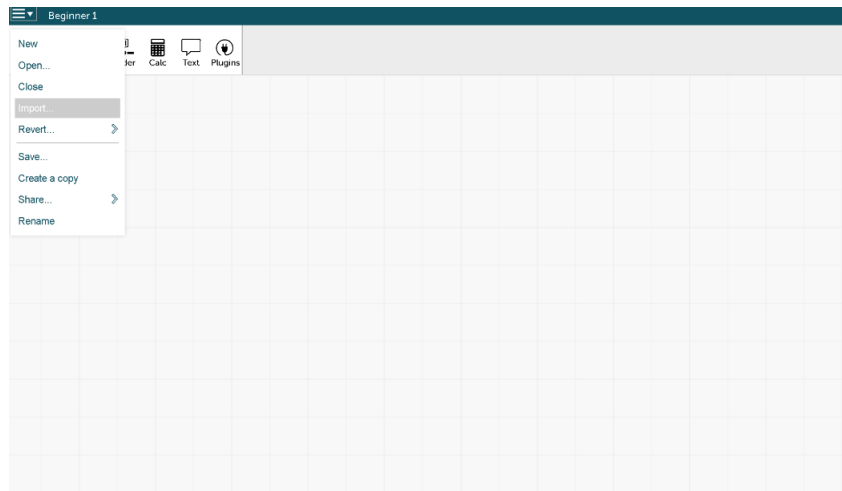 Beginner 1
New
Open...
Close
Import...
Revert...
Save...
Create a copy
Share...
Rename
Calc Text Plugins